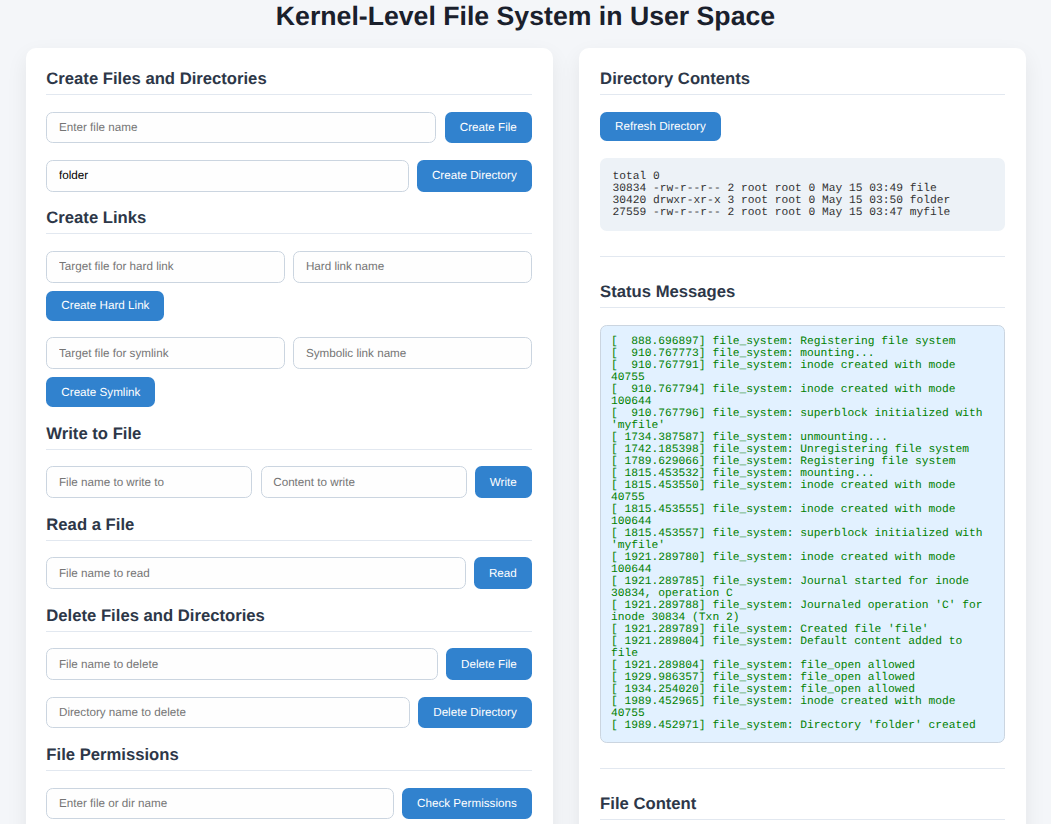 Kernel-Level File System in User Space
Create Files and Directories
Enter file name
Create File
folder
Create Directory
Create Links
Target file for hard link
Hard link name
Create Hard Link
Target file for symlink
Symbolic link name
Create Symlink
Write to File
File name to write to
Content to write
Write
Read a File
File name to read
Read
Delete Files and Directories
File name to delete
Delete File
Directory name to delete
Delete Directory
File Permissions
Enter file or dir name
Check Permissions
Directory Contents
Refresh Directory
total 0
30834 -rw-r--r-- 2 root root 0 May 15 03:49 file
30420 drwxr-xr-x 3 root root 0 May 15 03:50 folder
27559 -rw-r--r-- 2 root root 0 May 15 03:47 myfile
Status Messages
[  888.696897] file_system: Registering file system
[  910.767773] file_system: mounting...
[  910.767791] file_system: inode created with mode
40755
[  910.767794] file_system: inode created with mode
100644
[  910.767796] file_system: superblock initialized with
'myfile'
[ 1734.387587] file_system: unmounting...
[ 1742.185398] file_system: Unregistering file system
[ 1789.629066] file_system: Registering file system
[ 1815.453532] file_system: mounting...
[ 1815.453550] file_system: inode created with mode
40755
[ 1815.453555] file_system: inode created with mode
100644
[ 1815.453557] file_system: superblock initialized with
'myfile'
[ 1921.289780] file_system: inode created with mode
100644
[ 1921.289785] file_system: Journal started for inode
30834, operation C
[ 1921.289788] file_system: Journaled operation 'C' for
inode 30834 (Txn 2)
[ 1921.289789] file_system: Created file 'file'
[ 1921.289804] file_system: Default content added to
file
[ 1921.289804] file_system: file_open allowed
[ 1929.986357] file_system: file_open allowed
[ 1934.254020] file_system: file_open allowed
[ 1989.452965] file_system: inode created with mode
40755
[ 1989.452971] file_system: Directory 'folder' created
File Content